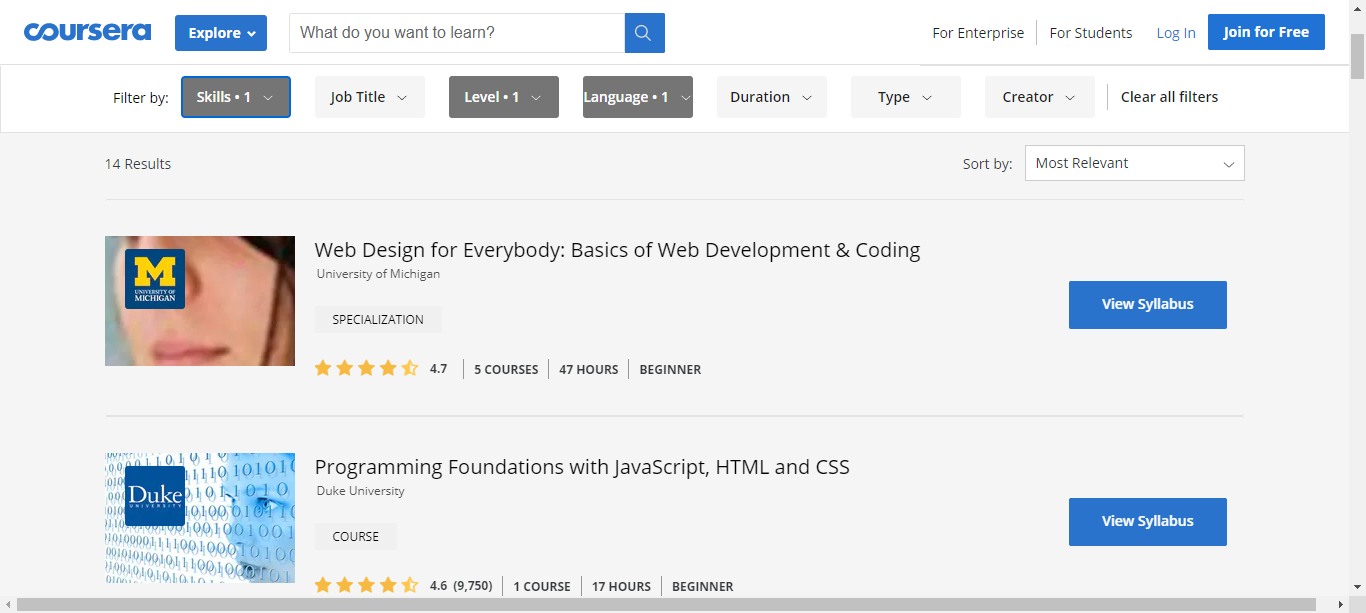 coursera
Explore
What do you want to learn?
For Enterprise
For Students
Log In
Join for Free
Filter by:
Skills • 1
Job Title
Level • 1
Language • 1
Duration
Type
Creator
Clear all filters
14 Results
Sort by:
Most Relevant
M
UNIVERSITY OF
MICHIGAN
Web Design for Everybody: Basics of Web Development & Coding
University of Michigan
SPECIALIZATION
4.7
5 COURSES
47 HOURS
BEGINNER
View Syllabus
Duke
UNIVERSITY
Programming Foundations with JavaScript, HTML and CSS
Duke University
COURSE
4.6 (9,750)
1 COURSE
17 HOURS
BEGINNER
View Syllabus